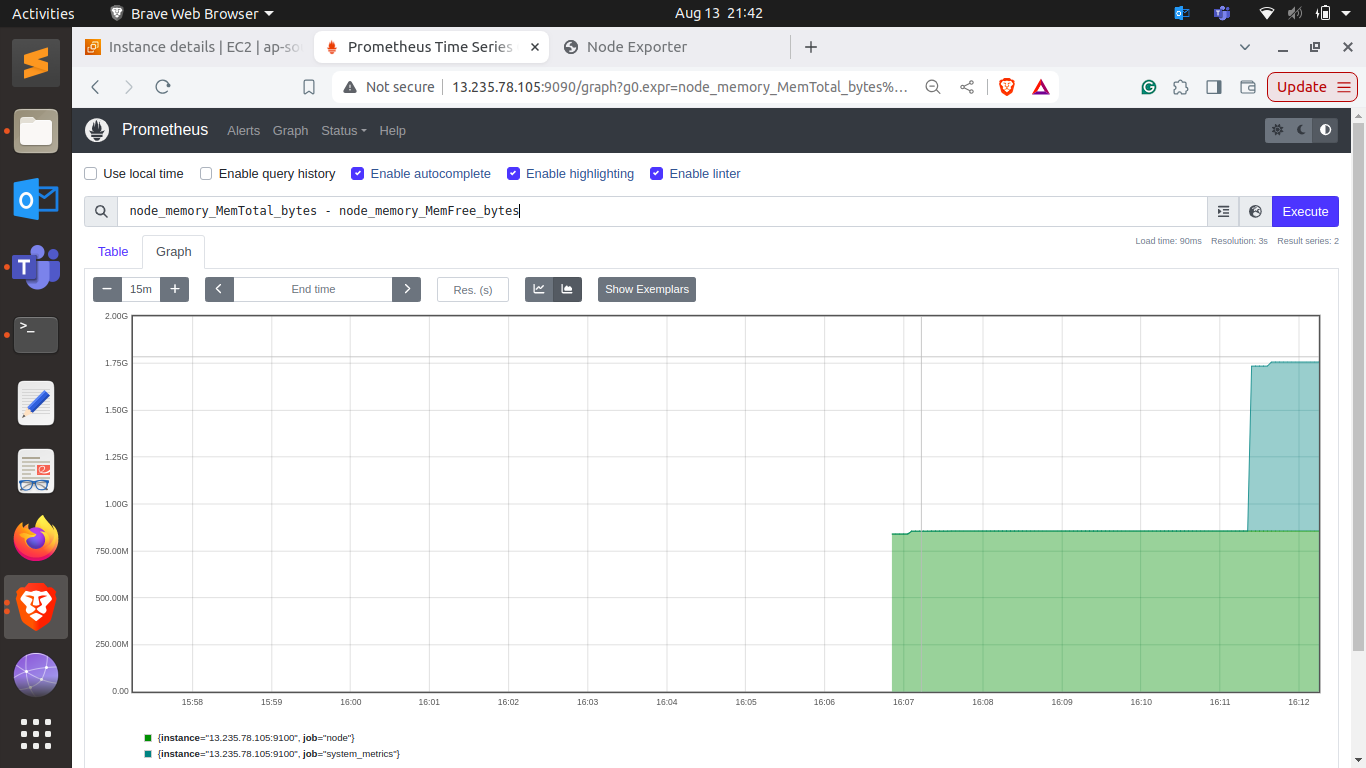 Activities
Brave Web Browser
Aug 13 21:42
Instance details | EC2 | ap-so
Prometheus Time Series
Node Exporter
Not secure
13.235.78.105:9090/graph?g0.expr=node_memory_MemTotal_bytes%...
Update
Prometheus
Alerts
Graph
Status
Help
Use local time
Enable query history
Enable autocomplete
Enable highlighting
Enable linter
node_memory_MemTotal_bytes - node_memory_MemFree_bytes
Execute
Load time: 90ms Resolution: 3s Result series: 2
Table
Graph
15m
End time
Res. (s)
Show Exemplars
2.00G
1.75G
1.50G
1.25G
1.00G
750.00M
500.00M
250.00M
0.00
15:58 15:59 16:00 16:01 16:02 16:03 16:04 16:05 16:06 16:07 16:08 16:09 16:10 16:11 16:12
{instance="13.235.78.105:9100", job="node"}
{instance="13.235.78.105:9100", job="system_metrics"}